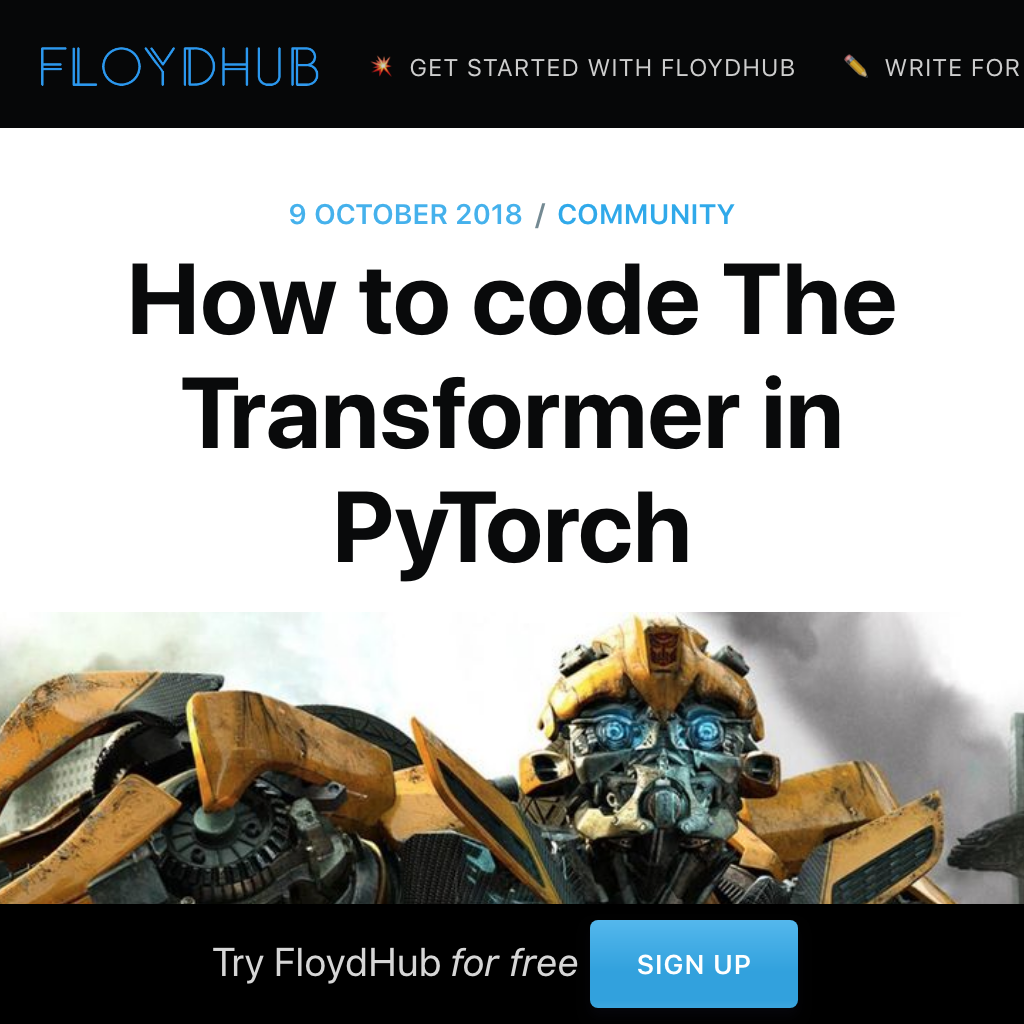 FLOYDHUB
💥 GET STARTED WITH FLOYDHUB
✏️ WRITE FOR
9 OCTOBER 2018 / COMMUNITY
How to code The
Transformer in
PyTorch
Try FloydHub for free
SIGN UP